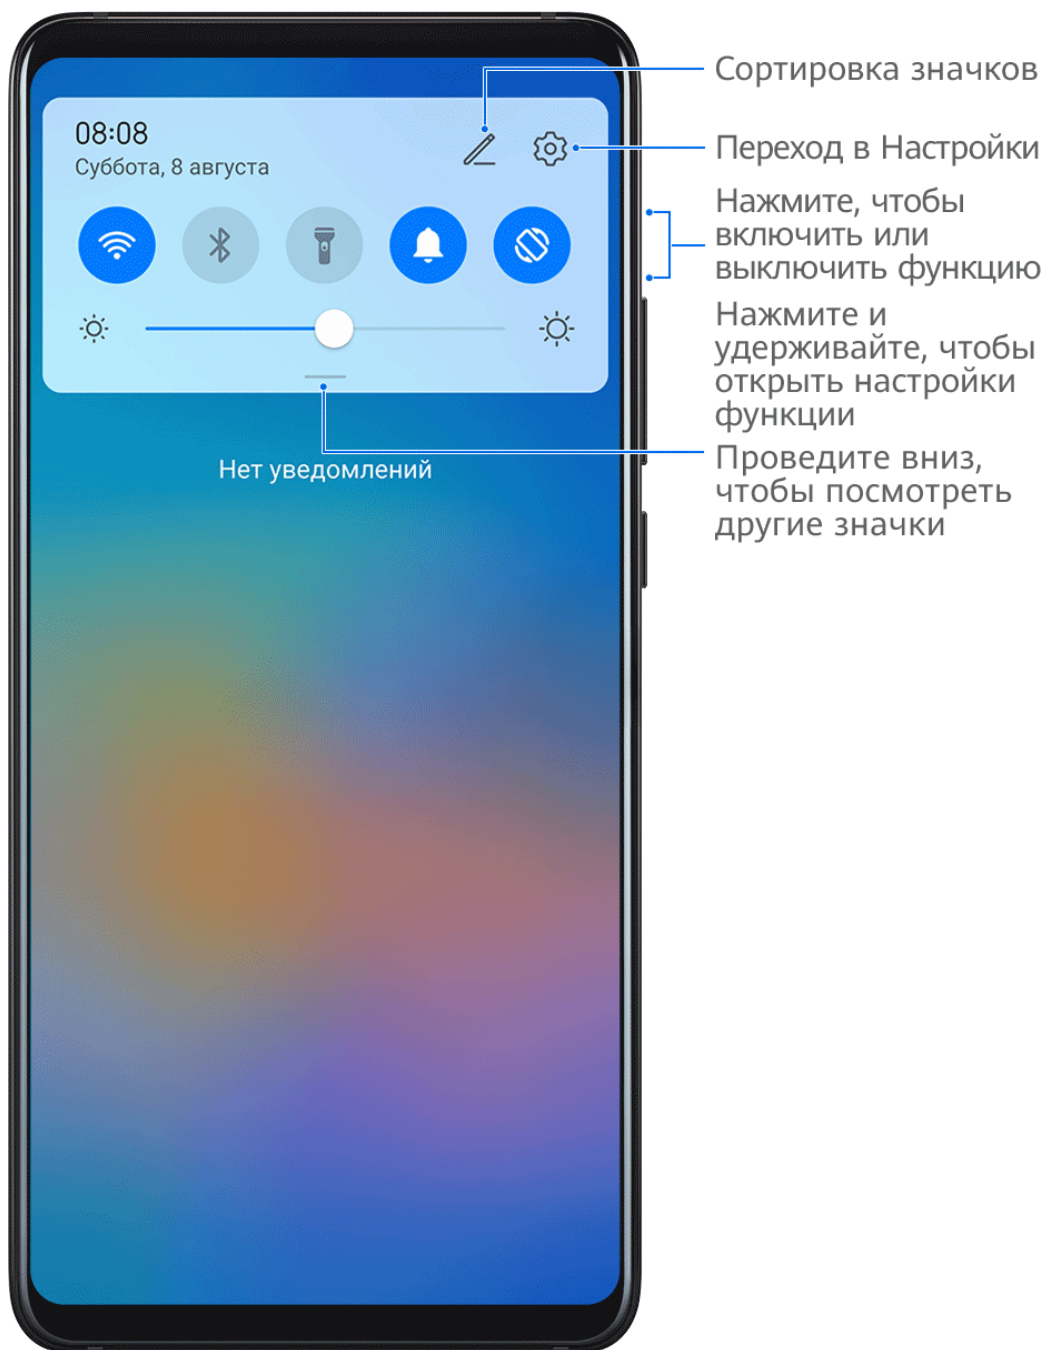 08:08
Суббота, 8 августа
Нет уведомлений
Сортировка значков
Переход в Настройки
Нажмите, чтобы
включить или
выключить функцию
Нажмите и
удерживайте, чтобы
открыть настройки
функции
Проведите вниз,
чтобы посмотреть
другие значки